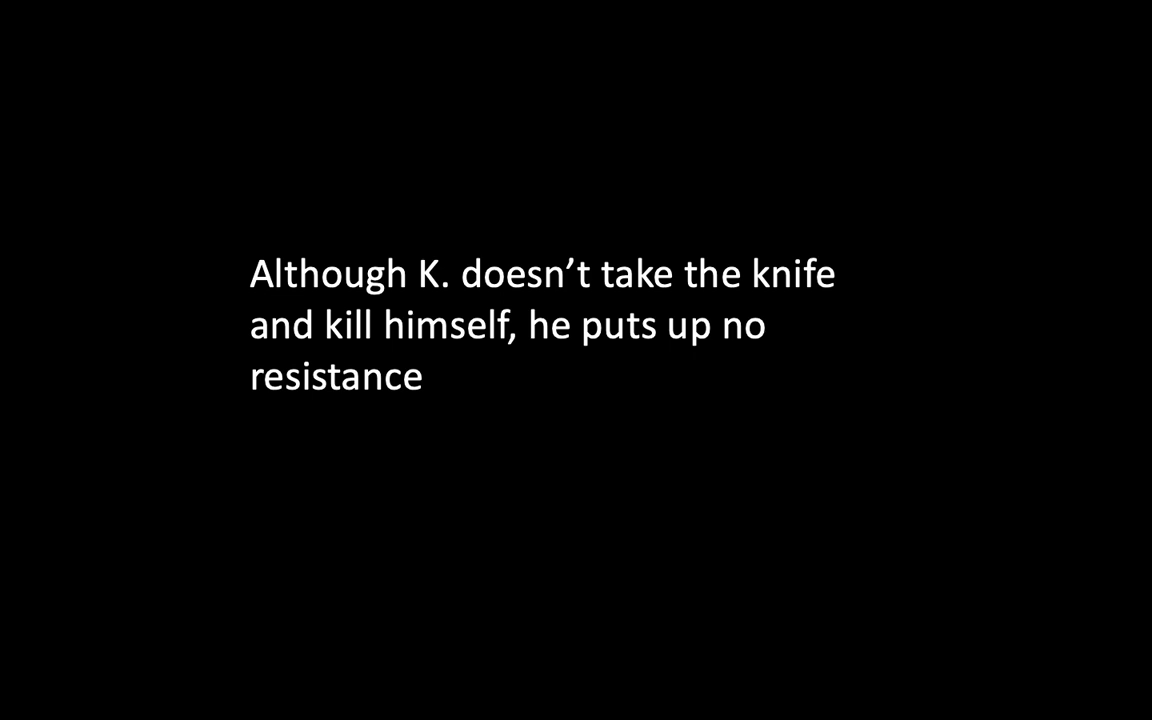 Although K. doesn’t take the knife
and kill himself, he puts up no
resistance